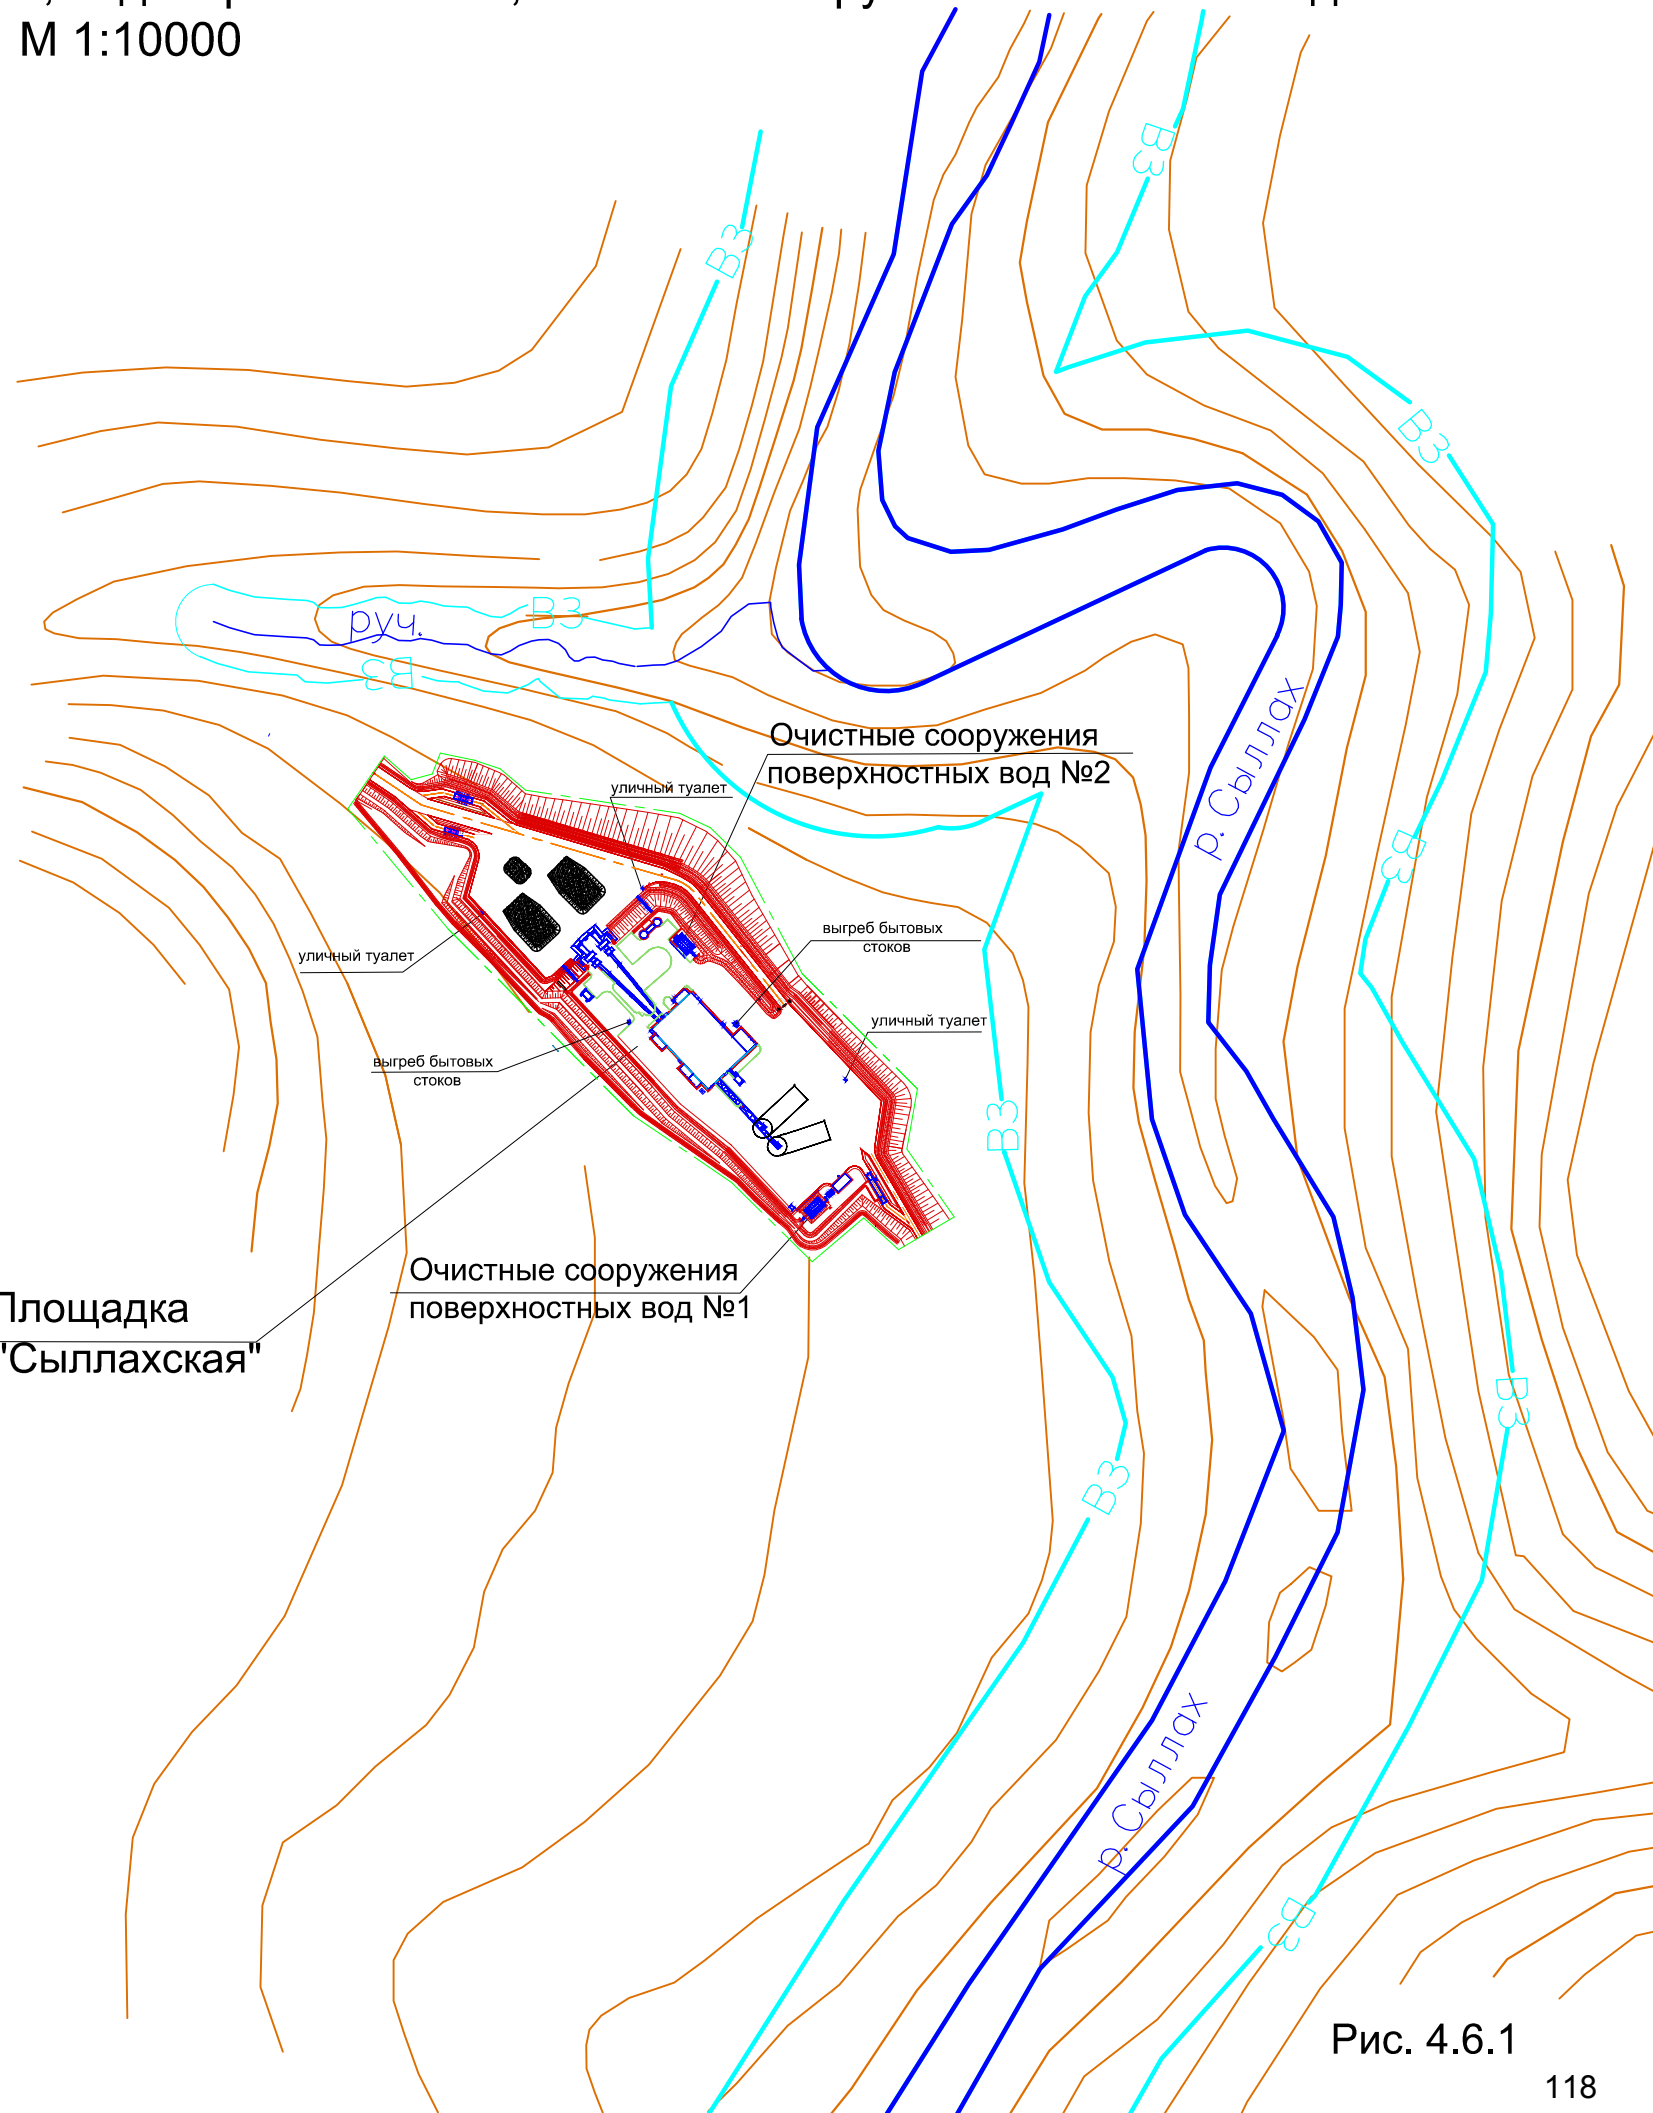 М 1:10000
В3
В3
В3
В3
руч.
В3
р. Сыллах
Очистные сооружения
поверхностных вод №2
уличный туалет
В3
выгреб бытовых
стоков
уличный туалет
уличный туалет
выгреб бытовых
стоков
В3
Очистные сооружения
поверхностных вод №1
Площадка
"Сыллахская"
В3
В3
р. Сыллах
В3
Рис. 4.6.1
118